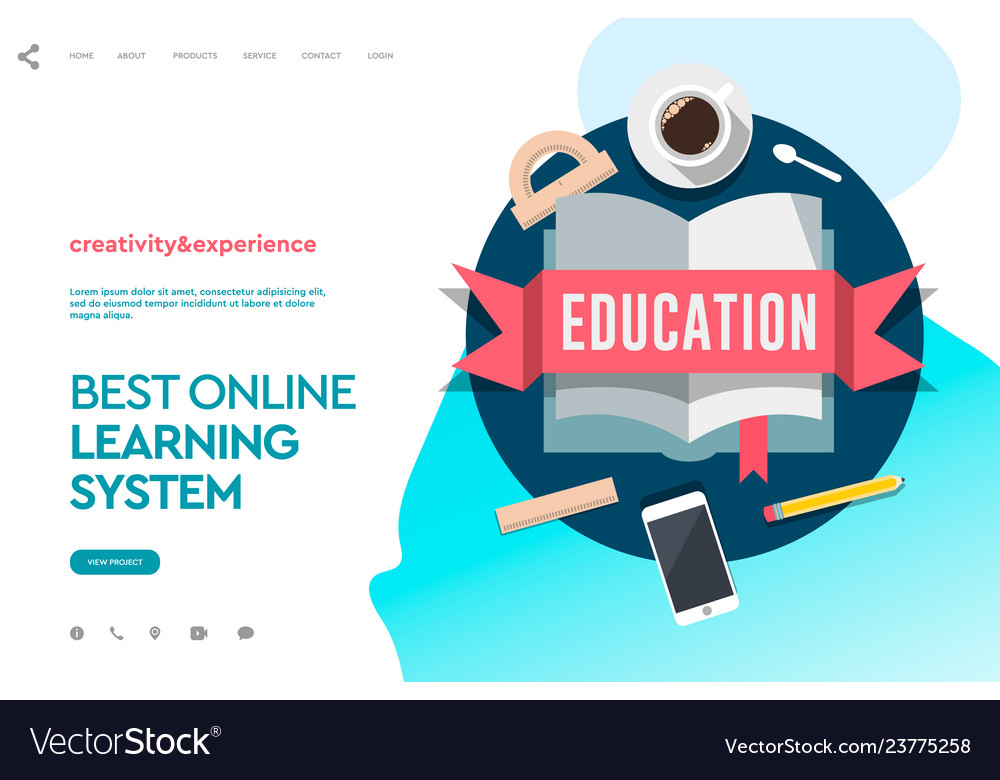 HOME ABOUT PRODUCTS SERVICE CONTACT LOGIN
creativity&experience
Lorem ipsum dolor sit amet, consectetur adipisicing elit,
sed do eiusmod tempor incididunt ut labore et dolore
magna aliqua.
BEST ONLINE
LEARNING
SYSTEM
VIEW PROJECT
EDUCATION
VectorStock®
VectorStock.com/23775258